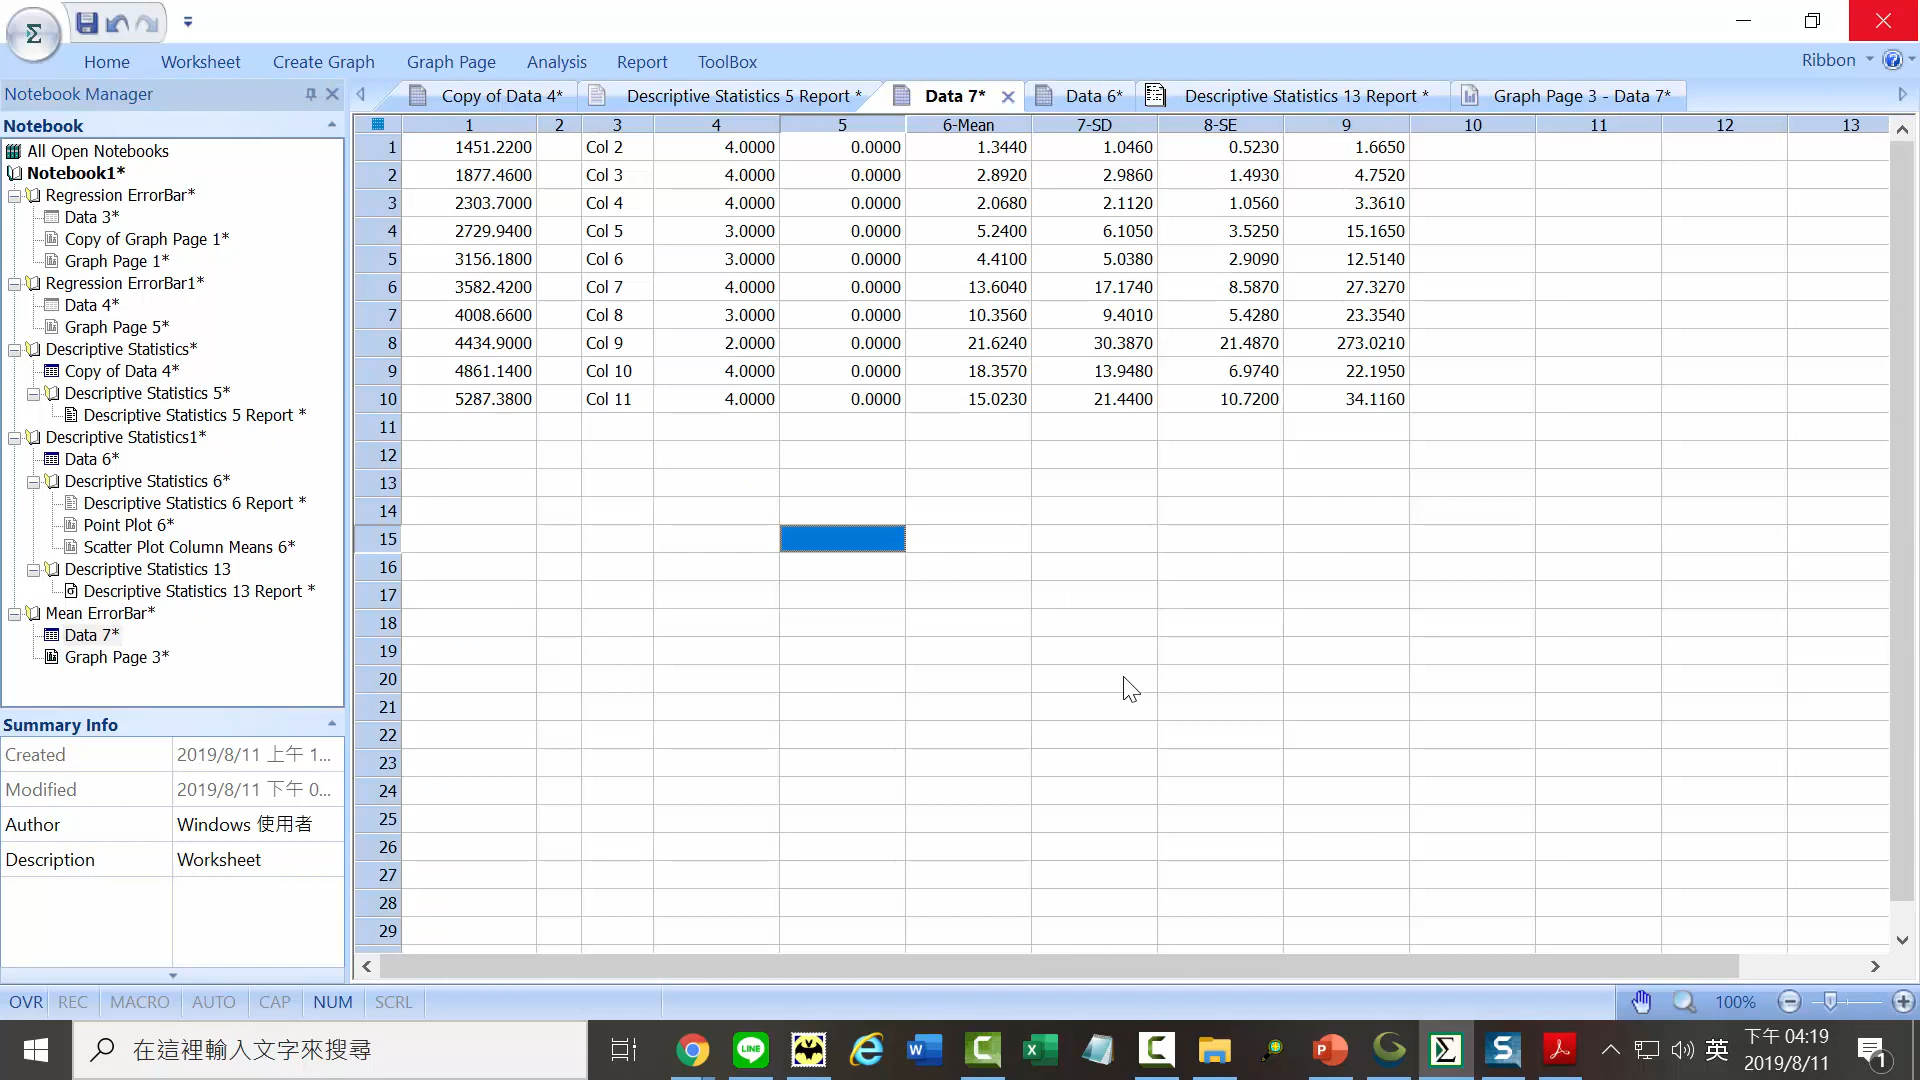 Home Worksheet Create Graph Graph Page Analysis Report ToolBox Ribbon
Notebook Manager
Copy of Data 4* Descriptive Statistics 5 Report * Data 7* Data 6* Descriptive Statistics 13 Report * Graph Page 3 - Data 7*
Notebook
All Open Notebooks
Notebook1*
Regression ErrorBar*
Data 3*
Copy of Graph Page 1*
Graph Page 1*
Regression ErrorBar1*
Data 4*
Graph Page 5*
Descriptive Statistics*
Copy of Data 4*
Descriptive Statistics 5*
Descriptive Statistics 5 Report *
Descriptive Statistics1*
Data 6*
Descriptive Statistics 6*
Descriptive Statistics 6 Report *
Point Plot 6*
Scatter Plot Column Means 6*
Descriptive Statistics 13
Descriptive Statistics 13 Report *
Mean ErrorBar*
Data 7*
Graph Page 3*
Summary Info
Created 2019/8/11 上午 1...
Modified 2019/8/11 下午 0...
Author Windows 使用者
Description Worksheet
1 2 3 4 5 6-Mean 7-SD 8-SE 9 10 11 12 13
1 1451.2200 Col 2 4.0000 0.0000 1.3440 1.0460 0.5230 1.6650
2 1877.4600 Col 3 4.0000 0.0000 2.8920 2.9860 1.4930 4.7520
3 2303.7000 Col 4 4.0000 0.0000 2.0680 2.1120 1.0560 3.3610
4 2729.9400 Col 5 3.0000 0.0000 5.2400 6.1050 3.5250 15.1650
5 3156.1800 Col 6 3.0000 0.0000 4.4100 5.0380 2.9090 12.5140
6 3582.4200 Col 7 4.0000 0.0000 13.6040 17.1740 8.5870 27.3270
7 4008.6600 Col 8 3.0000 0.0000 10.3560 9.4010 5.4280 23.3540
8 4434.9000 Col 9 2.0000 0.0000 21.6240 30.3870 21.4870 273.0210
9 4861.1400 Col 10 4.0000 0.0000 18.3570 13.9480 6.9740 22.1950
10 5287.3800 Col 11 4.0000 0.0000 15.0230 21.4400 10.7200 34.1160
11
12
13
14
15
16
17
18
19
20
21
22
23
24
25
26
27
28
29
OVR REC MACRO AUTO CAP NUM SCRL 100%
在這裡輸入文字來搜尋
英
下午 04:19
2019/8/11
1